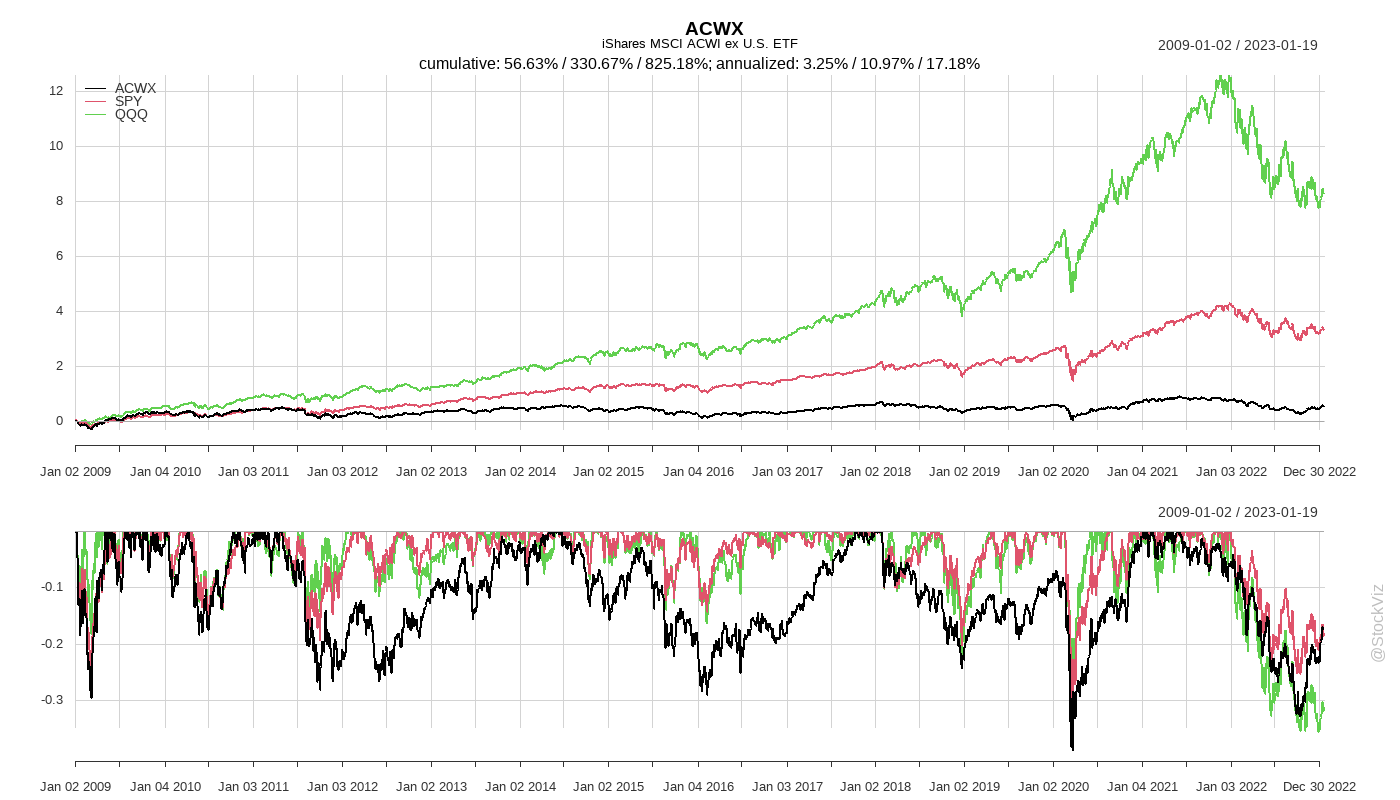 ACWX
iShares MSCI ACWI ex U.S. ETF
2009-01-02 / 2023-01-19
cumulative: 56.63% / 330.67% / 825.18%; annualized: 3.25% / 10.97% / 17.18%
ACWX
SPY
QQQ
12
10
8
6
4
2
0
Jan 02 2009 Jan 04 2010 Jan 03 2011 Jan 03 2012 Jan 02 2013 Jan 02 2014 Jan 02 2015 Jan 04 2016 Jan 03 2017 Jan 02 2018 Jan 02 2019 Jan 02 2020 Jan 04 2021 Jan 03 2022 Dec 30 2022
2009-01-02 / 2023-01-19
-0.1
-0.2
-0.3
Jan 02 2009 Jan 04 2010 Jan 03 2011 Jan 03 2012 Jan 02 2013 Jan 02 2014 Jan 02 2015 Jan 04 2016 Jan 03 2017 Jan 02 2018 Jan 02 2019 Jan 02 2020 Jan 04 2021 Jan 03 2022 Dec 30 2022
@StockViz